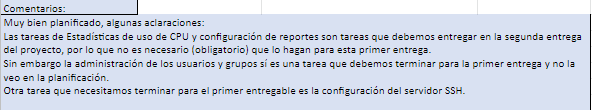 Comentarios:
Muy bien planificado, algunas aclaraciones:
Las tareas de Estadísticas de uso de CPU y configuración de reportes son tareas que debemos entregar en la segunda entrega
del proyecto, por lo que no es necesario (obligatorio) que lo hagan para esta primer entrega.
Sin embargo la administración de los usuarios y grupos sí es una tarea que debemos terminar para la primer entrega y no la
veo en la planificación.
Otra tarea que necesitamos terminar para el primer entregable es la configuración del servidor SSH.